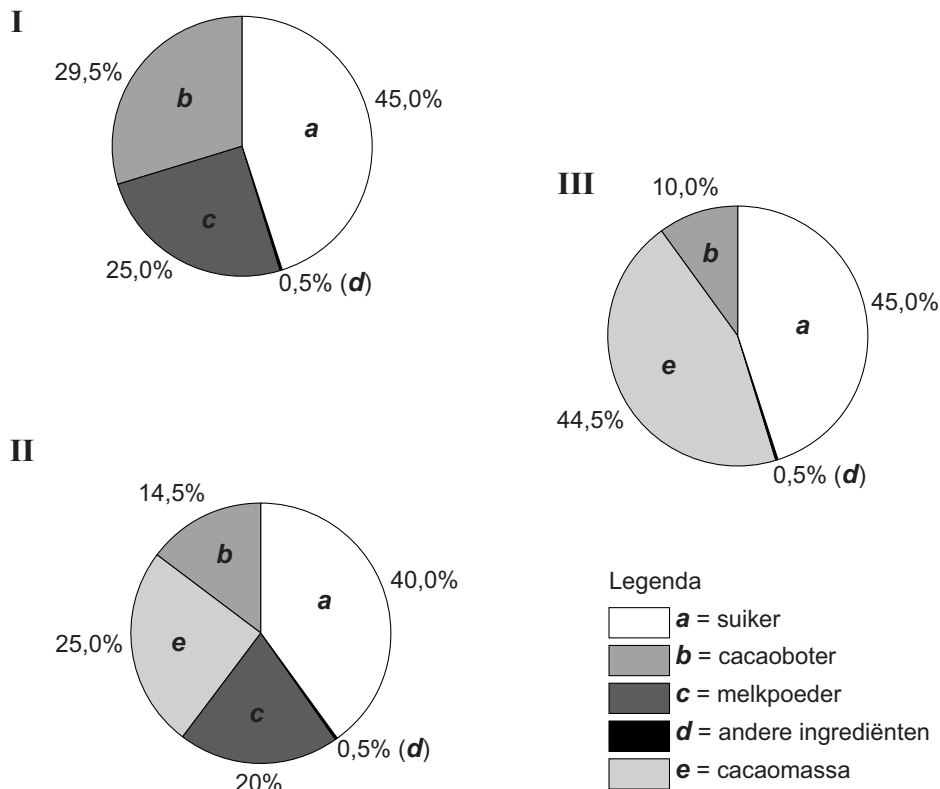 I
29,5%
b
45,0%
a
c
25,0%
0,5% (d)
III
10,0%
b
45,0%
a
e
44,5%
0,5% (d)
II
14,5%
b
40,0%
a
25,0%
e
c
0,5% (d)
20%
Legenda
a = suiker
b = cacaoboter
c = melkpoeder
d = andere ingrediënten
e = cacaomassa